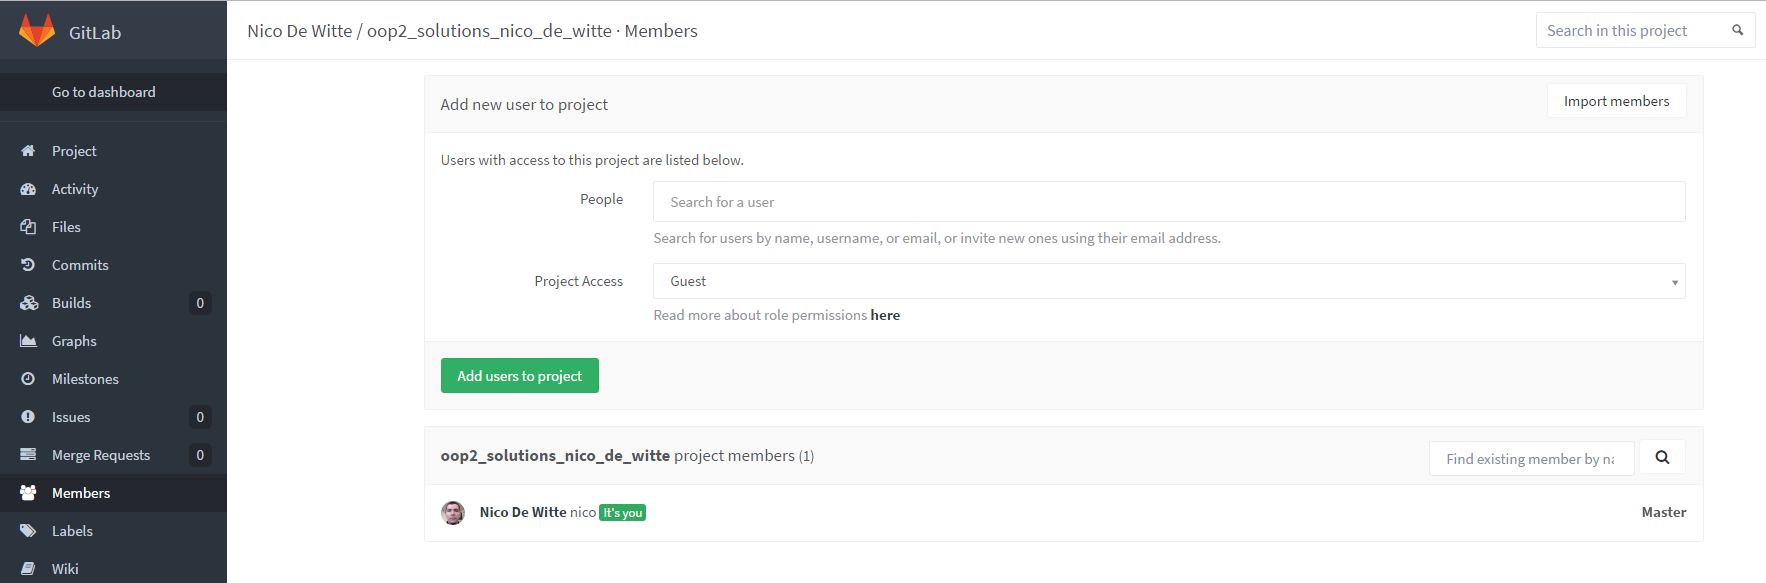 GitLab
Nico De Witte / oop2_solutions_nico_de_witte · Members
Search in this project
Go to dashboard
Project
Activity
Files
Commits
Builds 0
Graphs
Milestones
Issues 0
Merge Requests 0
Members
Labels
Wiki
Add new user to project
Import members
Users with access to this project are listed below.
People
Search for a user
Search for users by name, username, or email, or invite new ones using their email address.
Project Access
Guest
Read more about role permissions here
Add users to project
oop2_solutions_nico_de_witte project members (1)
Find existing member by na
Nico De Witte nico It's you
Master